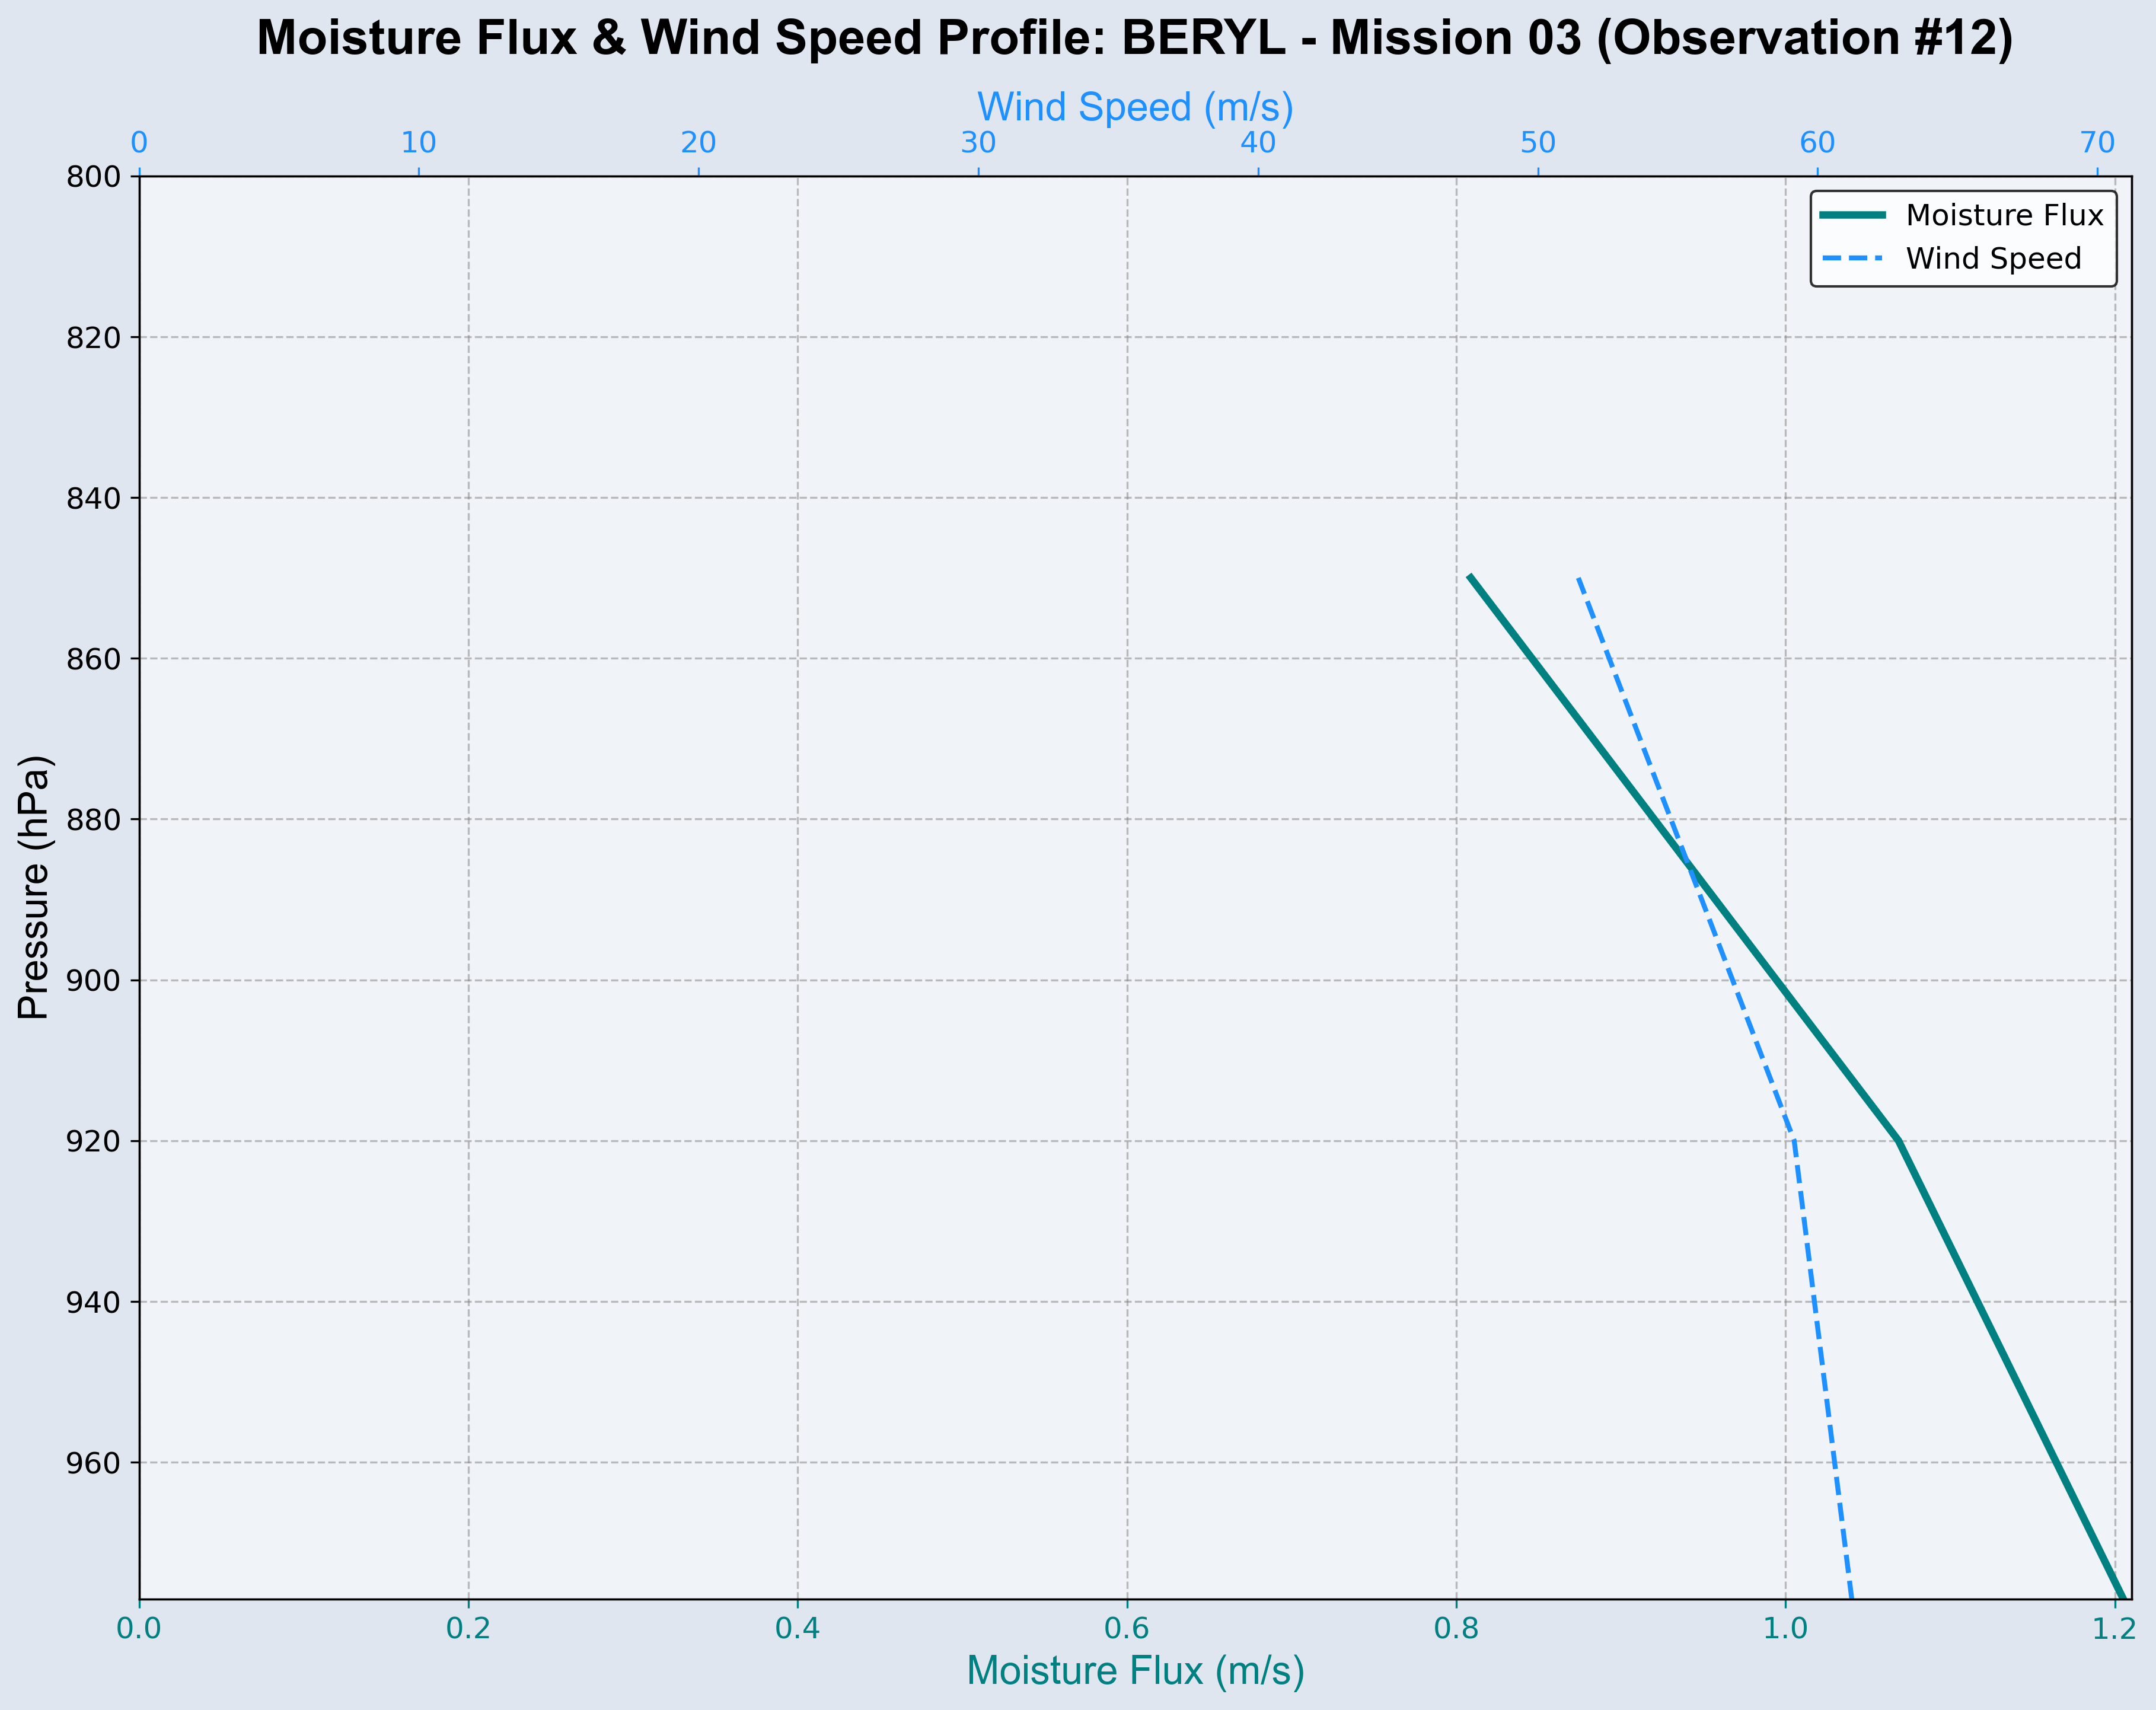 Moisture Flux & Wind Speed Profile: BERYL - Mission 03 (Observation #12)
Wind Speed (m/s)
0 10 20 30 40 50 60 70
Moisture Flux
Wind Speed
Pressure (hPa)
800
820
840
860
880
900
920
940
960
0.0 0.2 0.4 0.6 0.8 1.0 1.2
Moisture Flux (m/s)